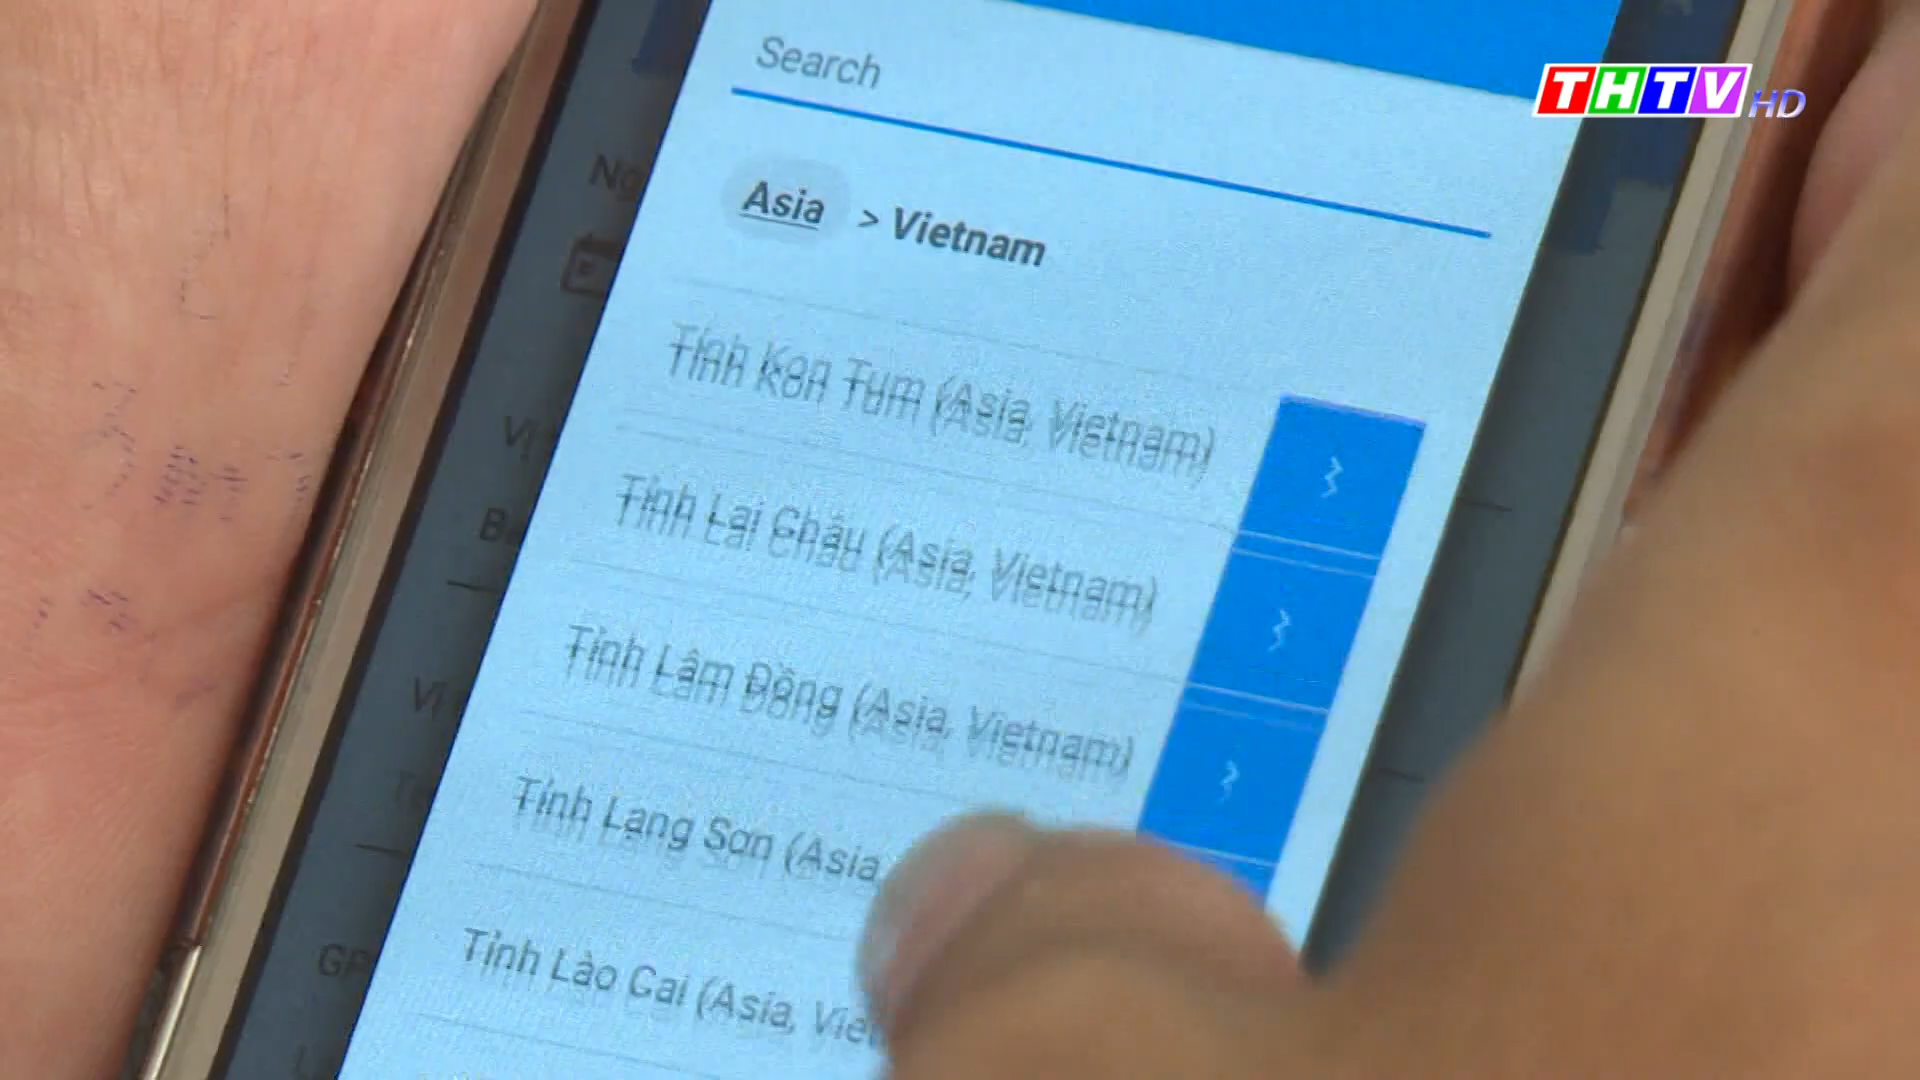 Search
THTV HD
Asia > Vietnam
Tỉnh Kon Tum (Asia, Vietnam)
Tỉnh Lai Châu (Asia, Vietnam)
Tỉnh Lâm Đồng (Asia, Vietnam)
Tỉnh Lạng Sơn (Asia,
Tỉnh Lào Cai (Asia,